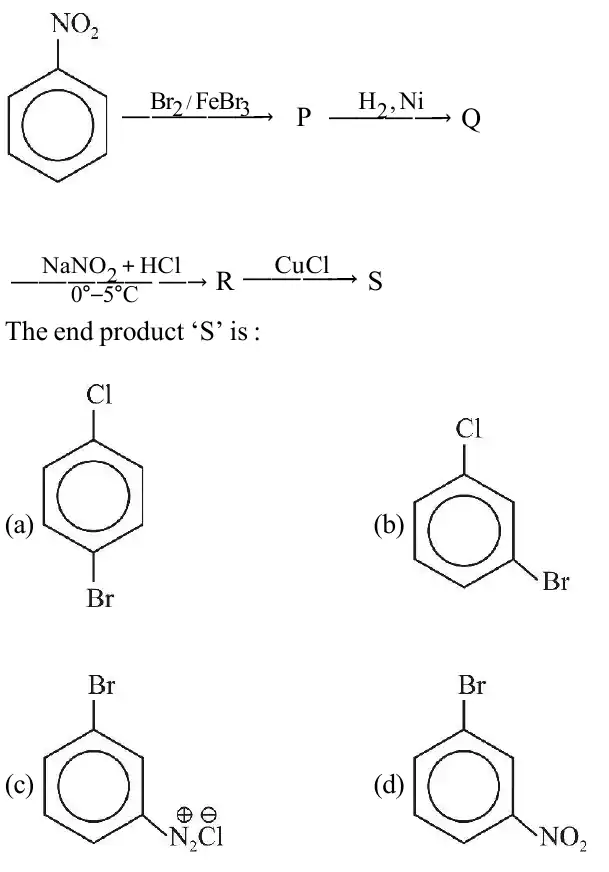 NO₂
Br₂/FeBr₃ P H₂, Ni Q
NaNO₂ + HCl R CuCl S
0°–5°C
The end product ‘S’ is :
Cl
Cl
(a) (b)
Br
Br
Br Br
(c) (d)
⊕ ⊖
N₂Cl NO₂